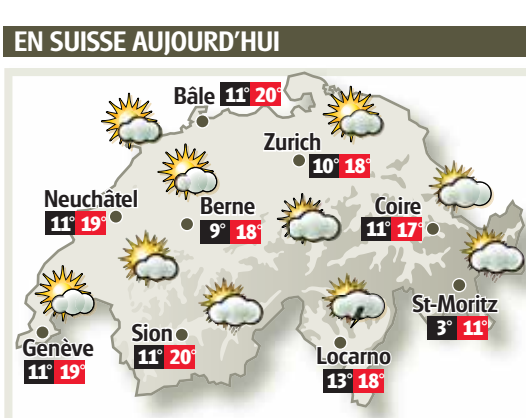 EN SUISSE AUJOURD'HUI
Bâle 11° 20°
Zurich
10° 18°
Neuchâtel
11° 19°
Berne
9° 18°
Coire
11° 17°
St-Moritz
3° 11°
Sion
11° 20°
Genève
11° 19°
Locarno
13° 18°